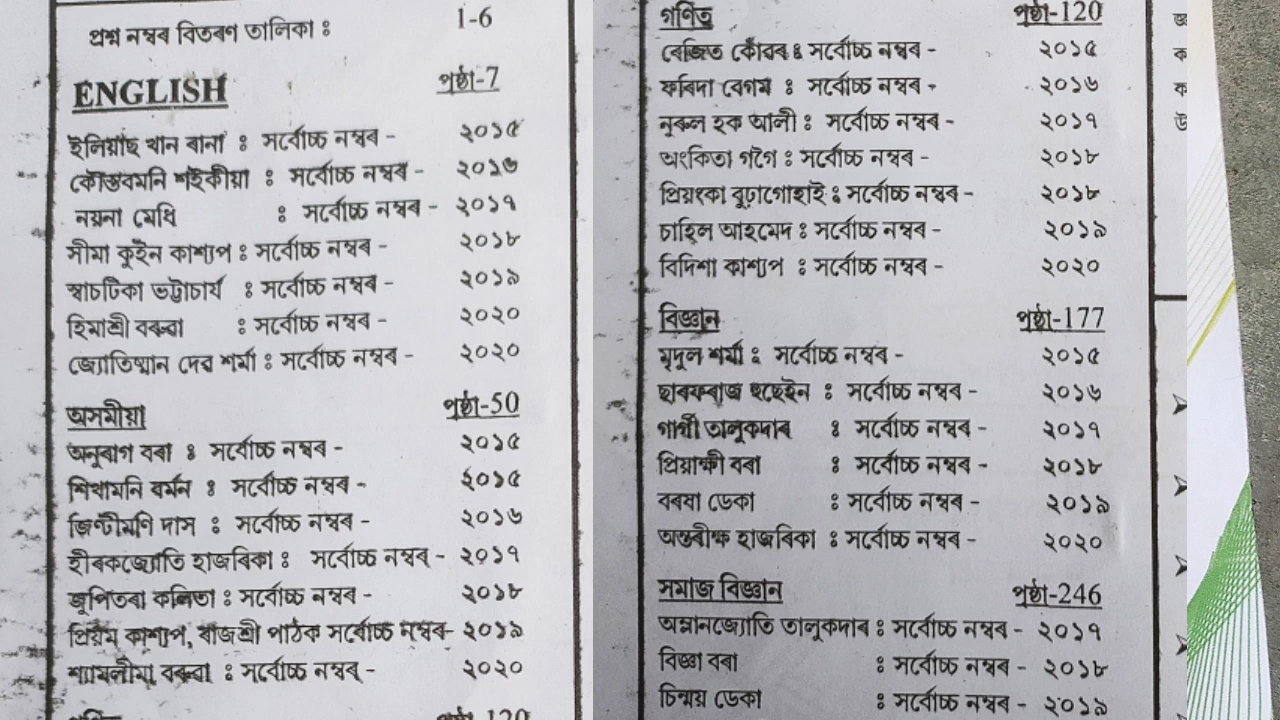 প্ৰশ্ন নম্বৰ বিতৰণ তালিকা ঃ 1-6
ENGLISH পৃষ্ঠা-7
ইলিয়াছ খান ৰানা ঃ সৰ্বোচ্চ নম্বৰ - ২০১৫
কৌস্তবমনি শইকীয়া ঃ সৰ্বোচ্চ নম্বৰ - ২০১৬
নয়না মেধি ঃ সৰ্বোচ্চ নম্বৰ - ২০১৭
সীমা কুইন কাশ্যপ ঃ সৰ্বোচ্চ নম্বৰ - ২০১৮
স্বাচটিকা ভট্টাচাৰ্য ঃ সৰ্বোচ্চ নম্বৰ - ২০১৯
হিমাশ্ৰী বৰুৱা ঃ সৰ্বোচ্চ নম্বৰ - ২০২০
জ্যোতিষ্মান দেৱ শৰ্মা ঃ সৰ্বোচ্চ নম্বৰ - ২০২০
অসমীয়া পৃষ্ঠা-50
অনুৰাগ বৰা ঃ সৰ্বোচ্চ নম্বৰ - ২০১৫
শিখামনি বৰ্মন ঃ সৰ্বোচ্চ নম্বৰ - ২০১৫
জিন্টীমণি দাস ঃ সৰ্বোচ্চ নম্বৰ - ২০১৬
হীৰকজ্যোতি হাজৰিকা ঃ সৰ্বোচ্চ নম্বৰ - ২০১৭
জুপিতৰা কলিতা ঃ সৰ্বোচ্চ নম্বৰ - ২০১৮
প্ৰিয়ম কাশ্যপ, ৰাজশ্ৰী পাঠক সৰ্বোচ্চ নম্বৰ- ২০১৯
শ্যামলীমা বৰুৱা ঃ সৰ্বোচ্চ নম্বৰ - ২০২০
গণিত পৃষ্ঠা-120
ৰেজিত কোঁৱৰ ঃ সৰ্বোচ্চ নম্বৰ - ২০১৫
ফৰিদা বেগম ঃ সৰ্বোচ্চ নম্বৰ - ২০১৬
নূৰুল হক আলী ঃ সৰ্বোচ্চ নম্বৰ - ২০১৭
অংকিতা গগৈ ঃ সৰ্বোচ্চ নম্বৰ - ২০১৮
প্ৰিয়ংকা বুঢ়াগোহাই ঃ সৰ্বোচ্চ নম্বৰ - ২০১৮
চাহিল আহমেদ ঃ সৰ্বোচ্চ নম্বৰ - ২০১৯
বিদিশা কাশ্যপ ঃ সৰ্বোচ্চ নম্বৰ - ২০২০
বিজ্ঞান পৃষ্ঠা-177
মৃদুল শৰ্মা ঃ সৰ্বোচ্চ নম্বৰ - ২০১৫
ছাৰফৰাজ হুছেইন ঃ সৰ্বোচ্চ নম্বৰ - ২০১৬
গাৰ্গী তালুকদাৰ ঃ সৰ্বোচ্চ নম্বৰ - ২০১৭
প্ৰিয়াক্ষী বৰা ঃ সৰ্বোচ্চ নম্বৰ - ২০১৮
বৰষা ডেকা ঃ সৰ্বোচ্চ নম্বৰ - ২০১৯
অন্তৰীক্ষ হাজৰিকা ঃ সৰ্বোচ্চ নম্বৰ - ২০২০
সমাজ বিজ্ঞান পৃষ্ঠা-246
অম্লানজ্যোতি তালুকদাৰ ঃ সৰ্বোচ্চ নম্বৰ - ২০১৭
বিজ্ঞা বৰা ঃ সৰ্বোচ্চ নম্বৰ - ২০১৮
চিন্ময় ডেকা ঃ সৰ্বোচ্চ নম্বৰ - ২০১৯